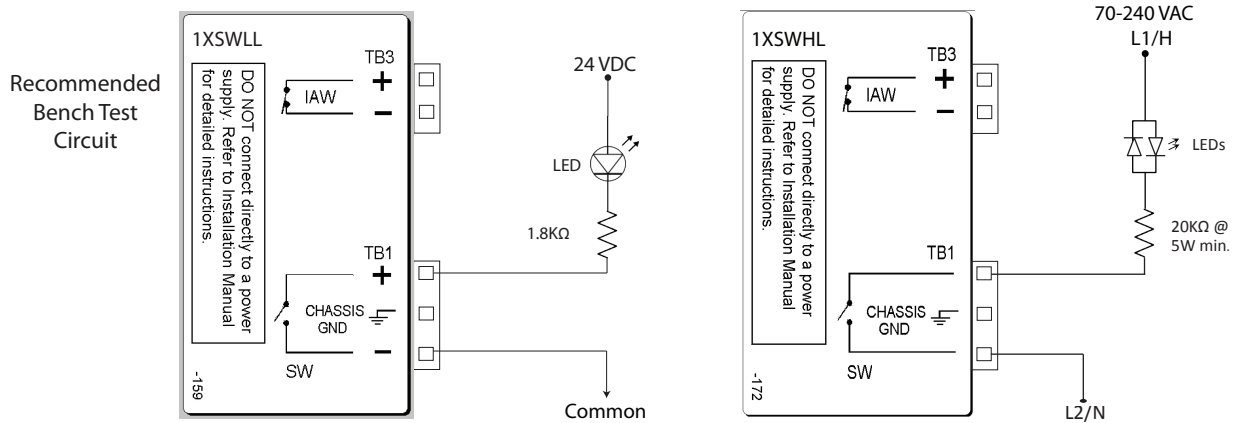 Recommended
Bench Test
Circuit
1XSWLL
TB3
+
IAW
−
DO NOT connect directly to a power
supply. Refer to Installation Manual
for detailed instructions.
24 VDC
LED
1.8KΩ
TB1
+
CHASSIS
GND
−
SW
-159
Common
1XSWHL
TB3
+
IAW
−
DO NOT connect directly to a power
supply. Refer to Installation Manual
for detailed instructions.
70-240 VAC
L1/H
LEDs
20KΩ @
5W min.
TB1
CHASSIS
GND
SW
-172
L2/N